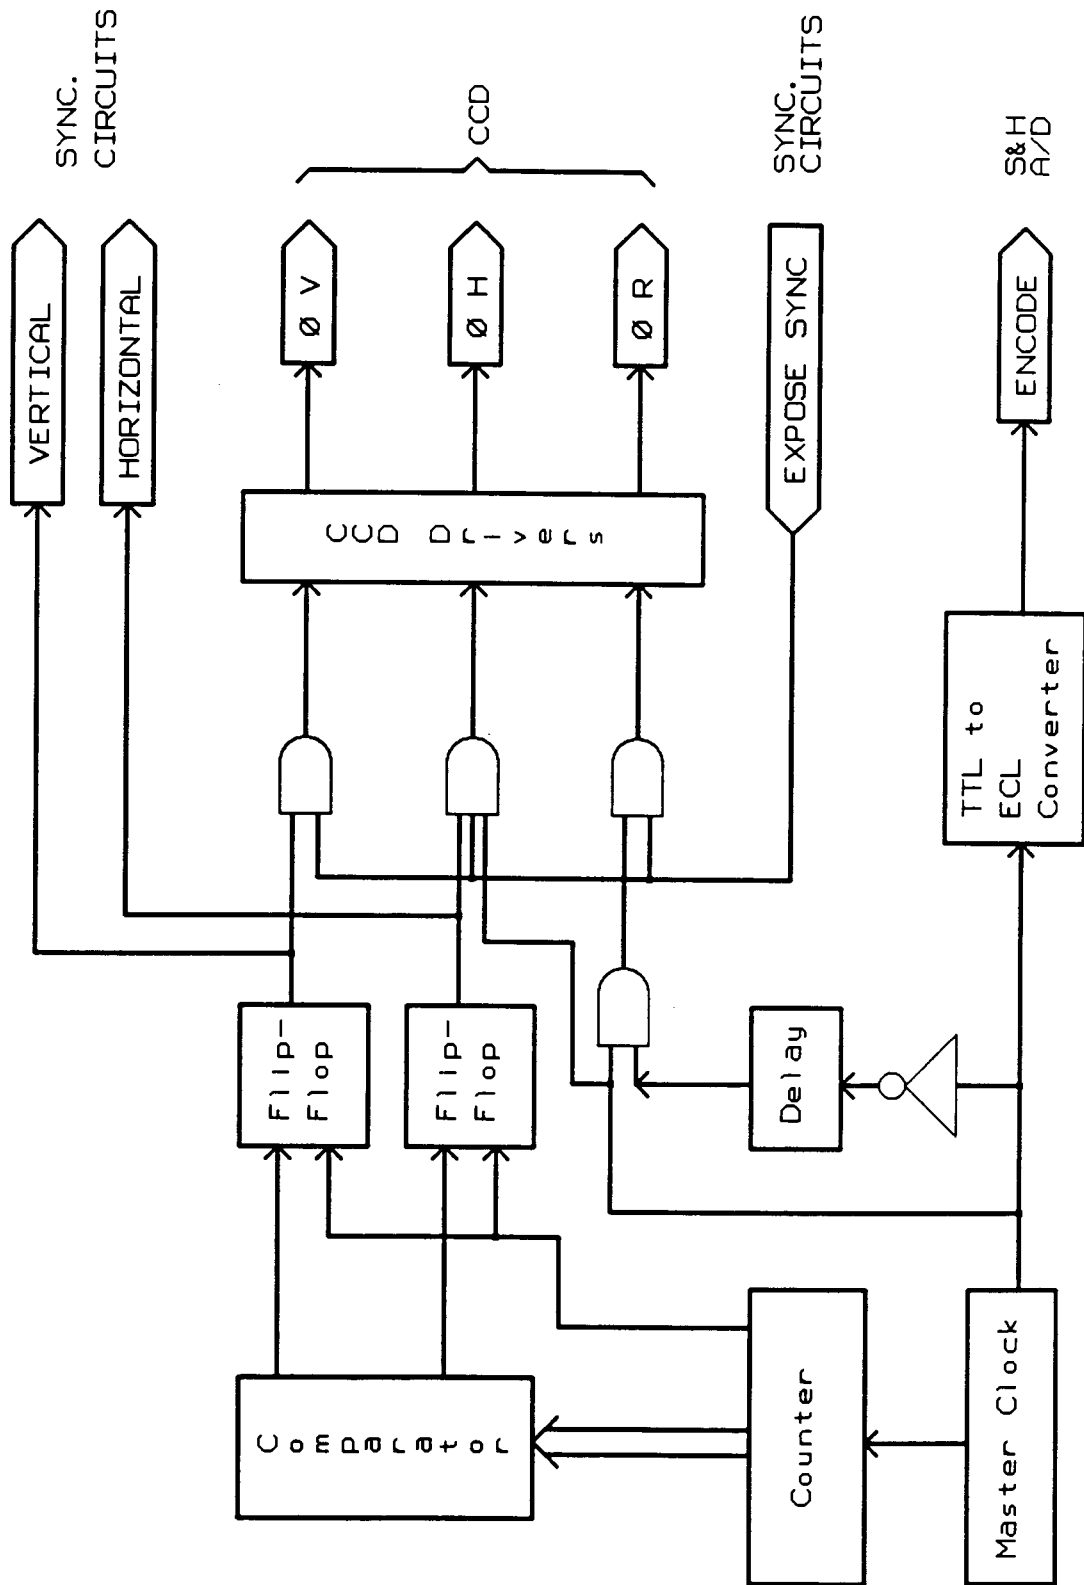 SYNC.
CIRCUITS
VERTICAL
HORIZONTAL
CCD
Ø V
Ø H
Ø R
SYNC.
CIRCUITS
EXPOSE SYNC
S&H
A/D
ENCODE
CCD Drivers
TTL to
ECL
Converter
Flip-
Flop
Flip-
Flop
Delay
Comparator
Counter
Master Clock